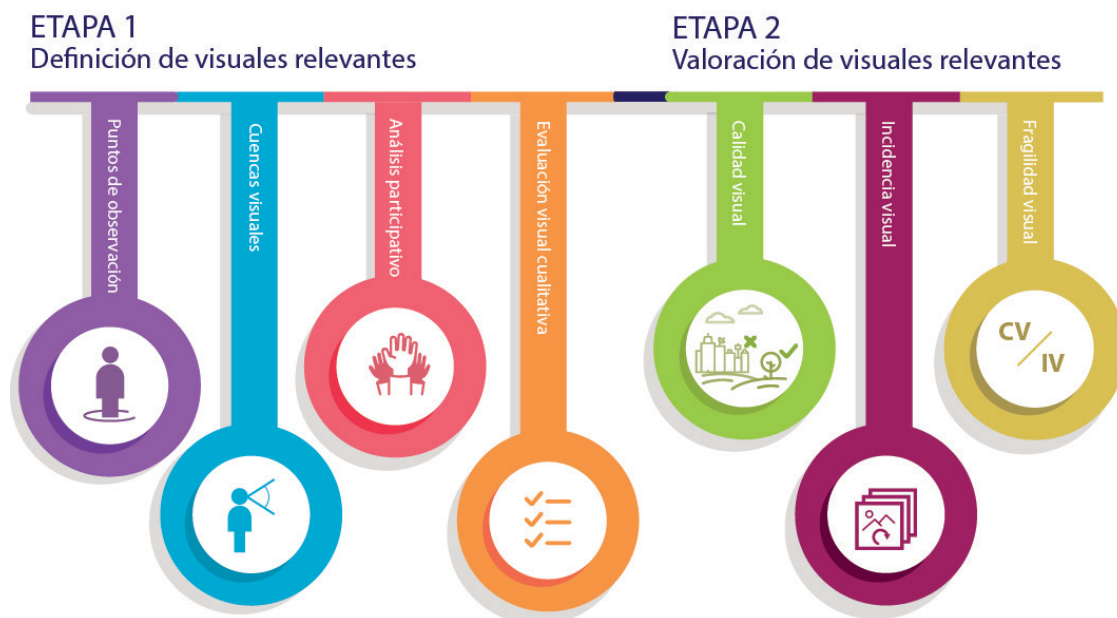 ETAPA 1
Definición de visuales relevantes
ETAPA 2
Valoración de visuales relevantes
Puntos de observación
Cuencas visuales
Análisis participativo
Evaluación visual cualitativa
Calidad visual
Incidencia visual
Fragilidad visual
CV
/
IV